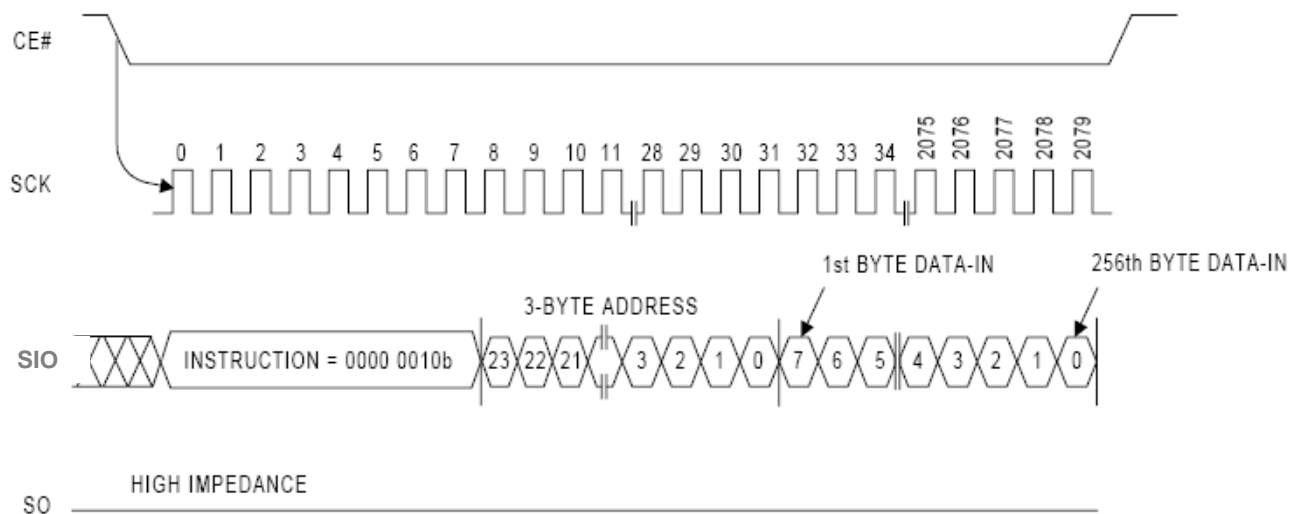 CE#
0 1 2 3 4 5 6 7 8 9 10 11 28 29 30 31 32 33 34 2075 2076 2077 2078 2079
SCK
1st BYTE DATA-IN 256th BYTE DATA-IN
3-BYTE ADDRESS
SIO INSTRUCTION = 0000 0010b 23 22 21 3 2 1 0 7 6 5 4 3 2 1 0
HIGH IMPEDANCE
SO